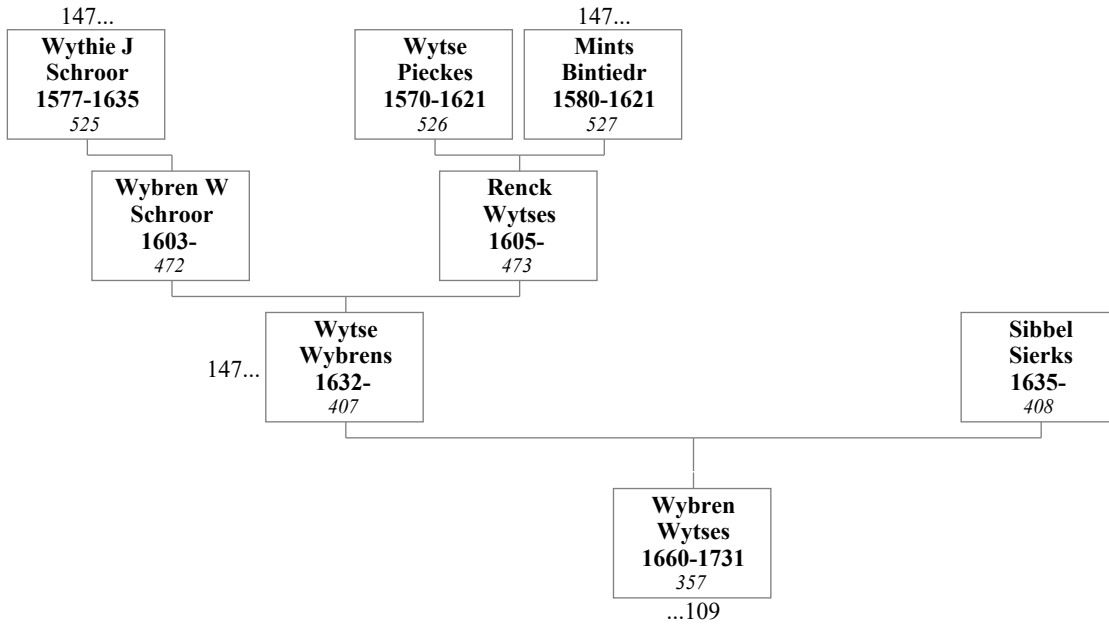 147...
Wythie J
Schroor
1577-1635
525
Wytse
Pieckes
1570-1621
526
147...
Mints
Bintiedr
1580-1621
527
Wybren W
Schroor
1603-
472
Renck
Wytses
1605-
473
147...
Wytse
Wybrens
1632-
407
Sibbel
Sierks
1635-
408
Wybren
Wytses
1660-1731
357
...109